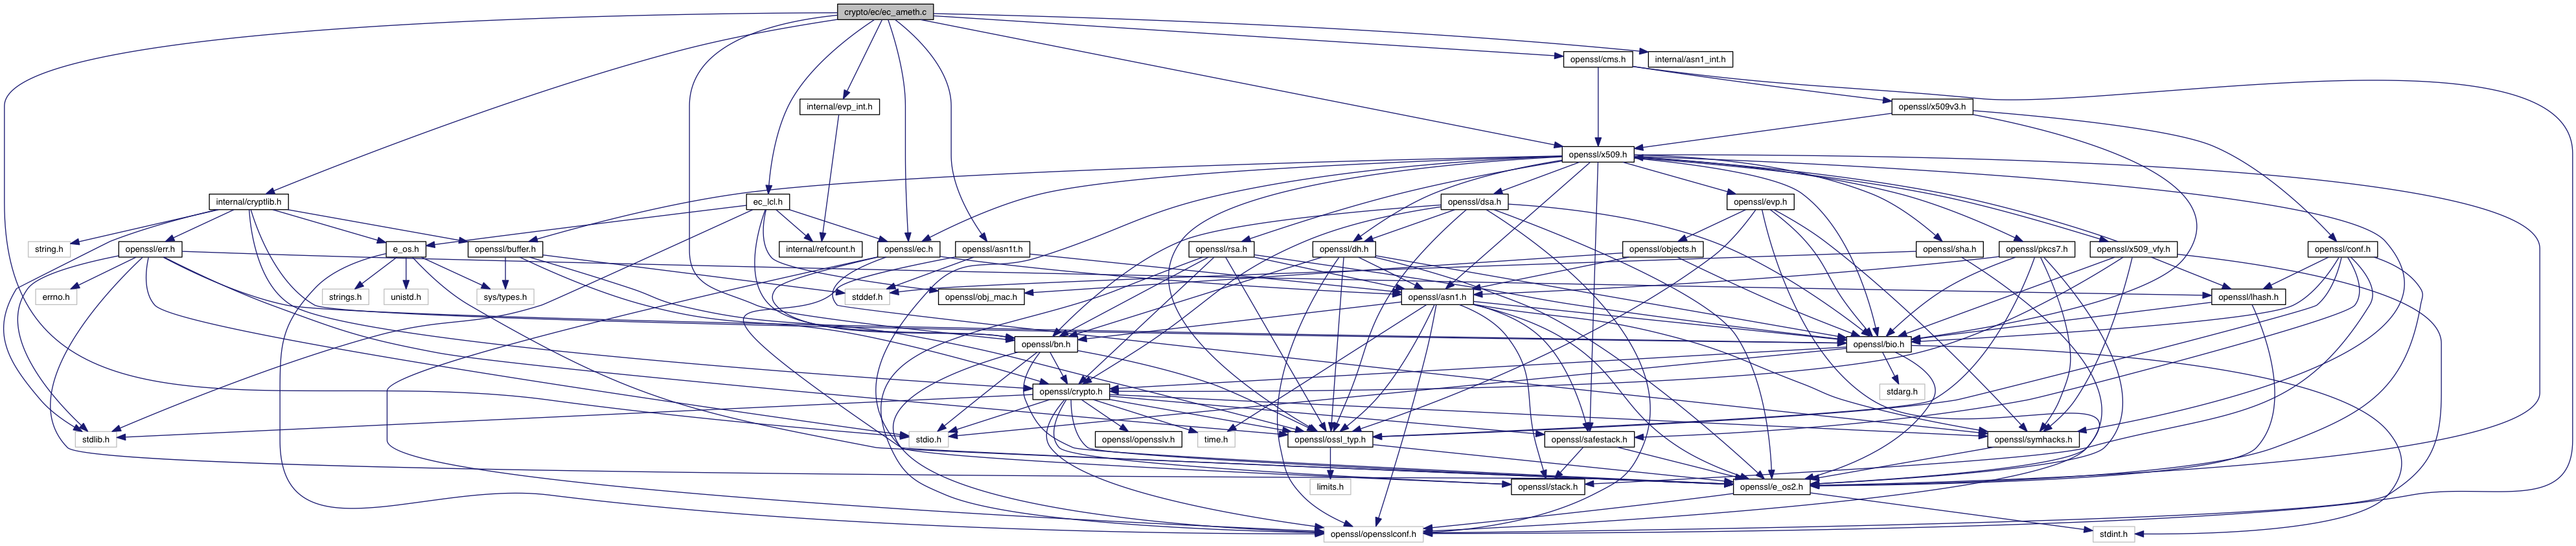 crypto/ec/ec_ameth.c
openssl/cms.h
internal/asn1_int.h
internal/evp_int.h
openssl/x509v3.h
openssl/x509.h
internal/cryptlib.h
ec_lcl.h
openssl/dsa.h
openssl/evp.h
string.h
openssl/err.h
e_os.h
openssl/buffer.h
internal/refcount.h
openssl/ec.h
openssl/asn1t.h
openssl/rsa.h
openssl/dh.h
openssl/objects.h
openssl/sha.h
openssl/pkcs7.h
openssl/x509_vfy.h
openssl/conf.h
errno.h
strings.h
unistd.h
sys/types.h
stddef.h
openssl/obj_mac.h
openssl/asn1.h
openssl/lhash.h
openssl/bn.h
openssl/bio.h
openssl/crypto.h
stdarg.h
stdlib.h
stdio.h
openssl/opensslv.h
time.h
openssl/ossl_typ.h
openssl/safestack.h
openssl/symhacks.h
limits.h
openssl/stack.h
openssl/e_os2.h
openssl/opensslconf.h
stdint.h